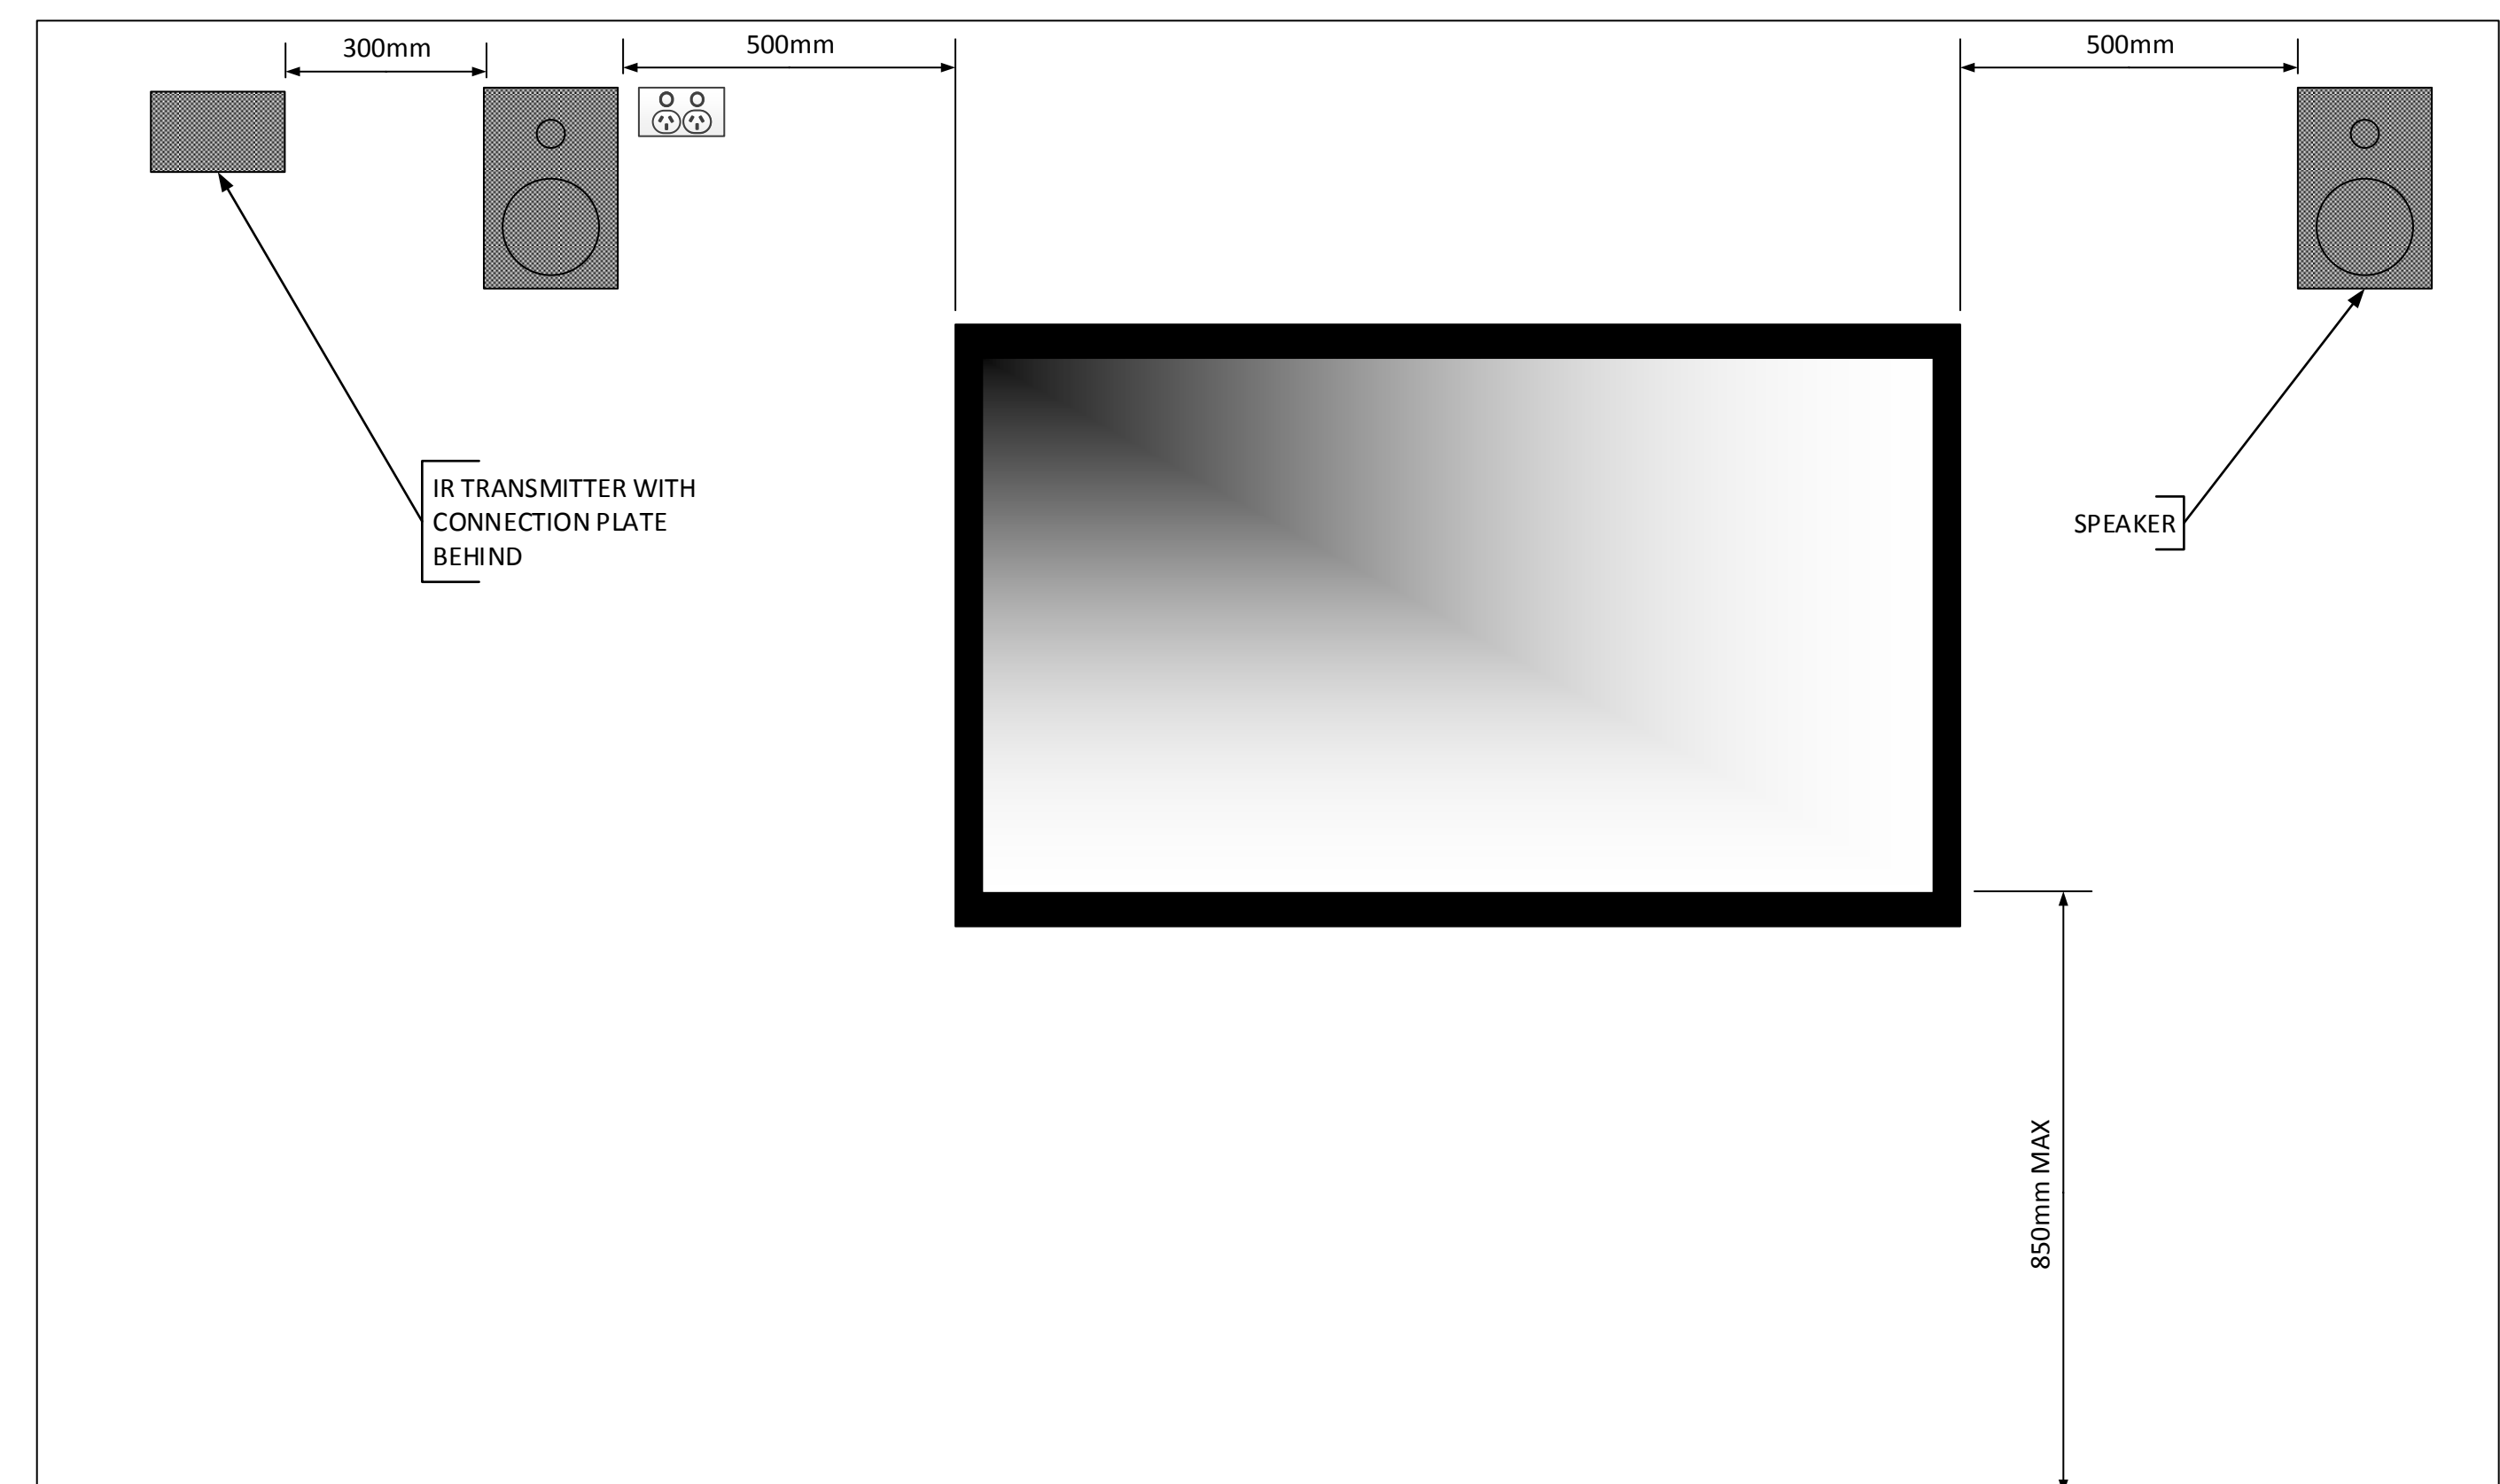 300mm
500mm
500mm
IR TRANSMITTER WITH
CONNECTION PLATE
BEHIND
SPEAKER
850mm MAX